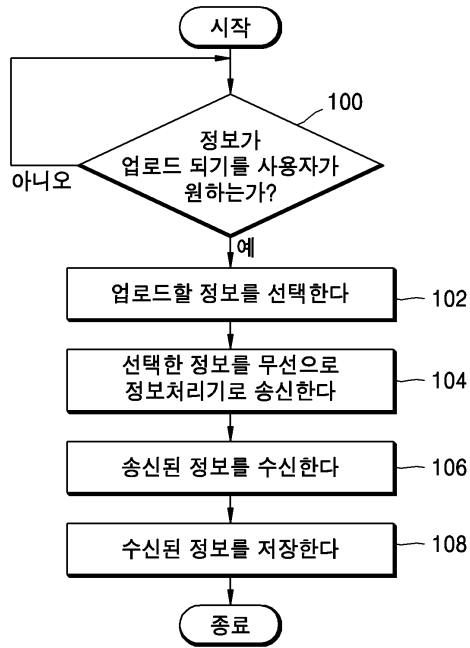 시작
100
정보가
업로드 되기를 사용자가
원하는가?
아니오
예
업로드할 정보를 선택한다
102
선택한 정보를 무선으로
정보처리기로 송신한다
104
송신된 정보를 수신한다
106
수신된 정보를 저장한다
108
종료